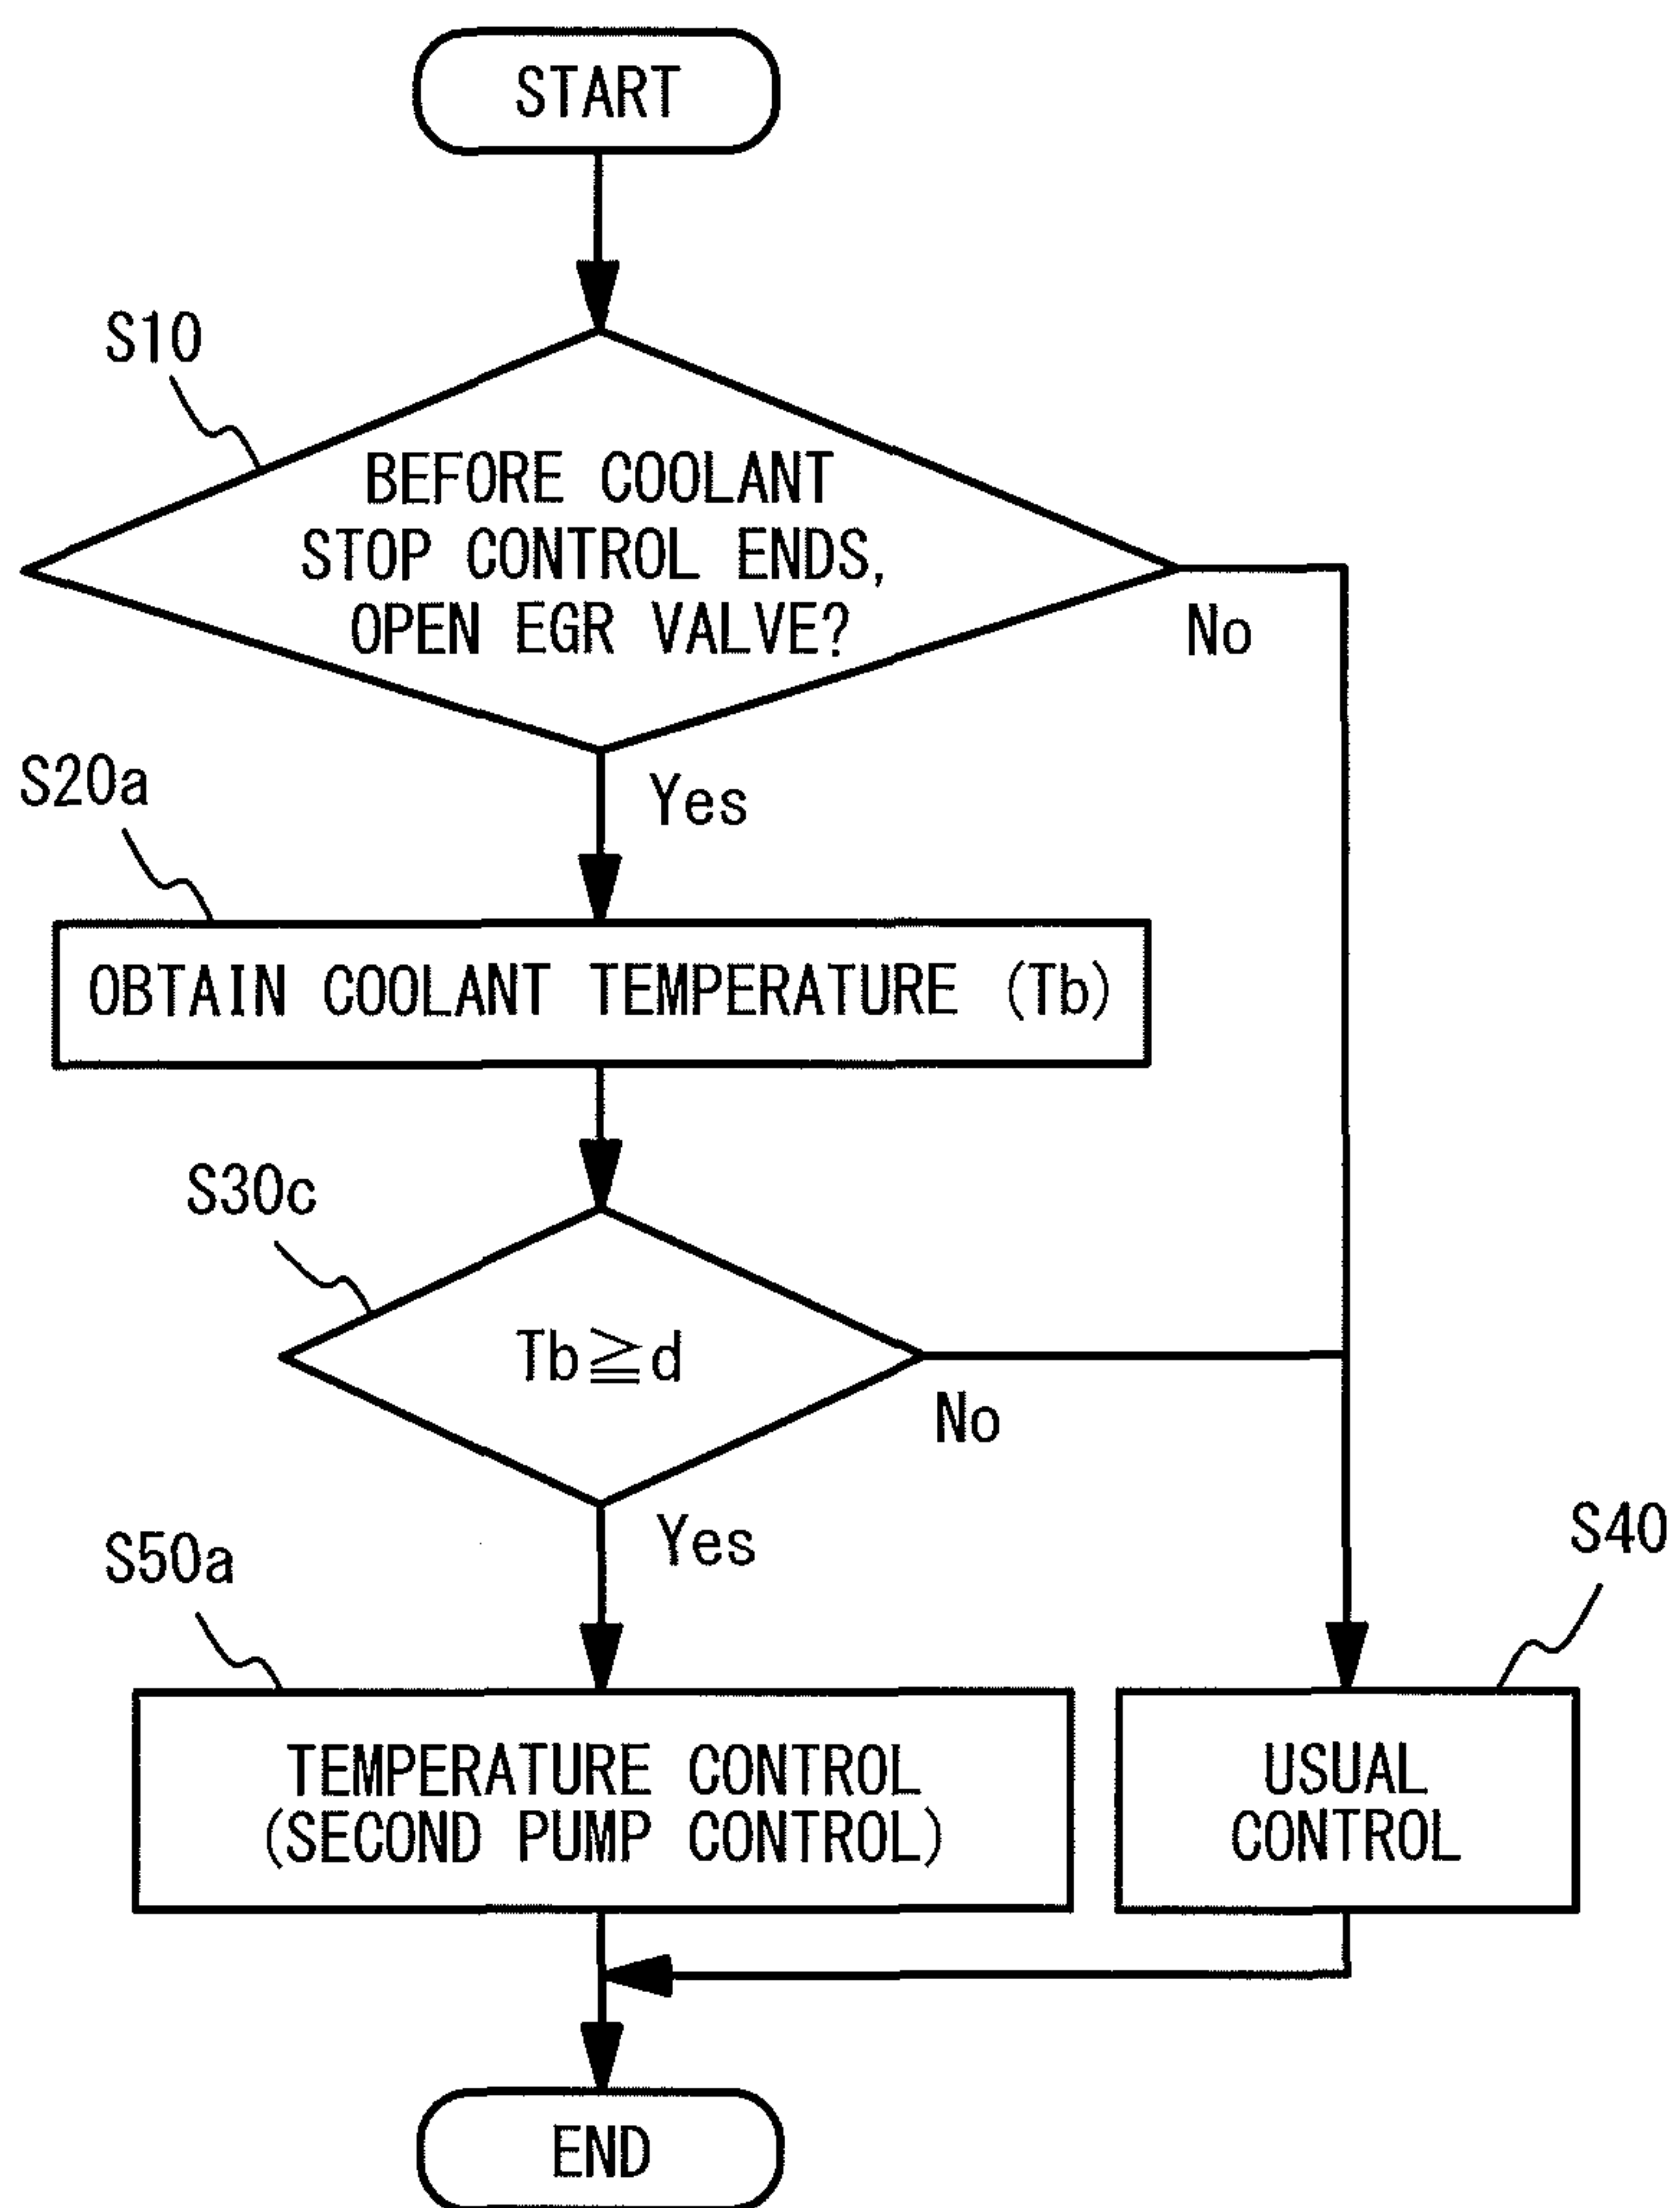 START
S10
BEFORE COOLANT
STOP CONTROL ENDS,
OPEN EGR VALVE?
No
S20a
Yes
OBTAIN COOLANT TEMPERATURE (Tb)
S30c
Tb≧d
No
Yes
S50a
S40
TEMPERATURE CONTROL
(SECOND PUMP CONTROL)
USUAL
CONTROL
END